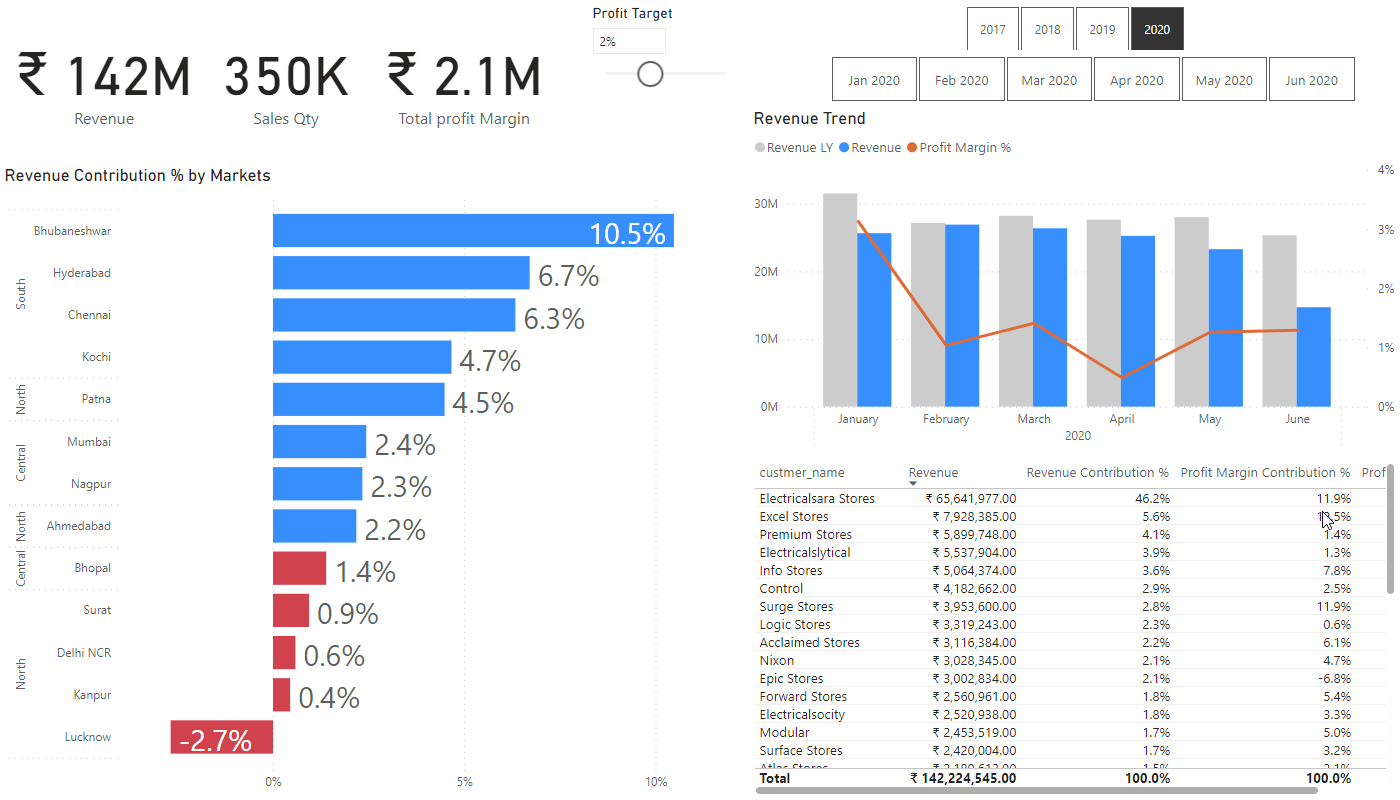 Profit Target
2%
₹ 142M
Revenue
350K
Sales Qty
₹ 2.1M
Total profit Margin
2017 2018 2019 2020
Jan 2020 Feb 2020 Mar 2020 Apr 2020 May 2020 Jun 2020
Revenue Contribution % by Markets
South
Bhubaneshwar 10.5%
Hyderabad 6.7%
Chennai 6.3%
Kochi 4.7%
North
Patna 4.5%
Central
Mumbai 2.4%
Nagpur 2.3%
North
Ahmedabad 2.2%
Central
Bhopal 1.4%
North
Surat 0.9%
Delhi NCR 0.6%
Kanpur 0.4%
Lucknow -2.7%
0% 5% 10%
Revenue Trend
Revenue LY Revenue Profit Margin %
30M
20M
10M
0M
4%
3%
2%
1%
0%
January February March April May June
2020
custmer_name Revenue Revenue Contribution % Profit Margin Contribution % Prof
Electricalsara Stores ₹ 65,641,977.00 46.2% 11.9%
Excel Stores ₹ 7,928,385.00 5.6%
Premium Stores ₹ 5,899,748.00 4.1% 1.4%
Electricalslytical ₹ 5,537,904.00 3.9% 1.3%
Info Stores ₹ 5,064,374.00 3.6% 7.8%
Control ₹ 4,182,662.00 2.9% 2.5%
Surge Stores ₹ 3,953,600.00 2.8% 11.9%
Logic Stores ₹ 3,319,243.00 2.3% 0.6%
Acclaimed Stores ₹ 3,116,384.00 2.2% 6.1%
Nixon ₹ 3,028,345.00 2.1% 4.7%
Epic Stores ₹ 3,002,834.00 2.1% -6.8%
Forward Stores ₹ 2,560,961.00 1.8% 5.4%
Electricalsocity ₹ 2,520,938.00 1.8% 3.3%
Modular ₹ 2,453,519.00 1.7% 5.0%
Surface Stores ₹ 2,420,004.00 1.7% 3.2%
Total ₹ 142,224,545.00 100.0% 100.0%